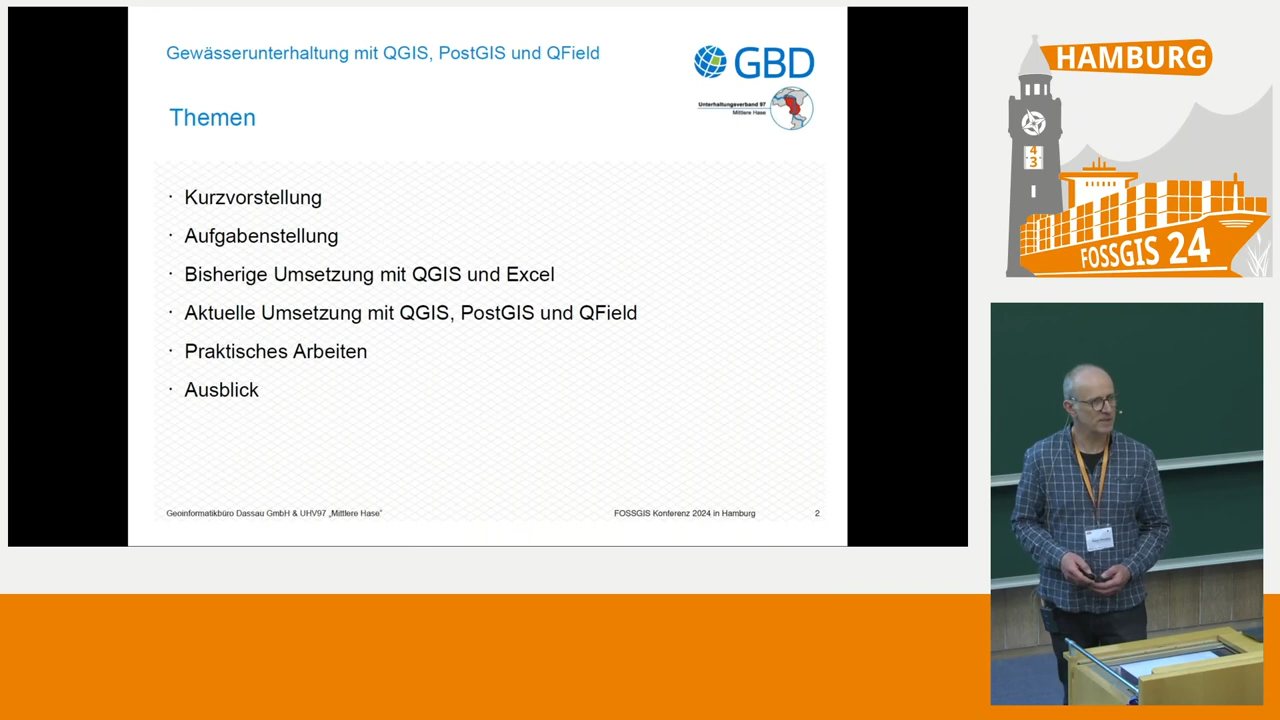 Gewässerunterhaltung mit QGIS, PostGIS und QField
GBD
Unterhaltungsverband 97
Mittlere Hase
Themen
· Kurzvorstellung
· Aufgabenstellung
· Bisherige Umsetzung mit QGIS und Excel
· Aktuelle Umsetzung mit QGIS, PostGIS und QField
· Praktisches Arbeiten
· Ausblick
Geoinformatikbüro Dassau GmbH & UHV97 „Mittlere Hase"
FOSSGIS Konferenz 2024 in Hamburg
2
HAMBURG
4
3
FOSSGIS 24